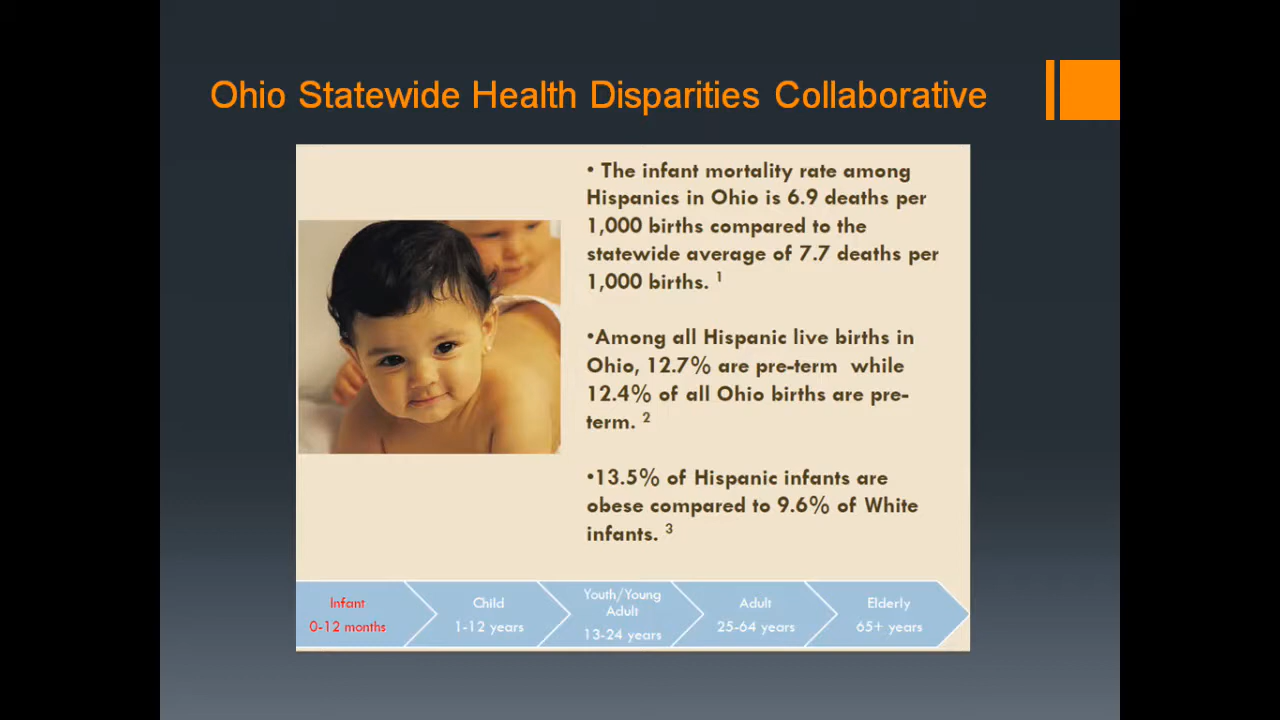 Ohio Statewide Health Disparities Collaborative
• The infant mortality rate among
Hispanics in Ohio is 6.9 deaths per
1,000 births compared to the
statewide average of 7.7 deaths per
1,000 births. 1
•Among all Hispanic live births in
Ohio, 12.7% are pre-term while
12.4% of all Ohio births are pre-
term. 2
•13.5% of Hispanic infants are
obese compared to 9.6% of White
infants. 3
Infant
0-12 months
Child
1-12 years
Youth/Young
Adult
13-24 years
Adult
25-64 years
Elderly
65+ years